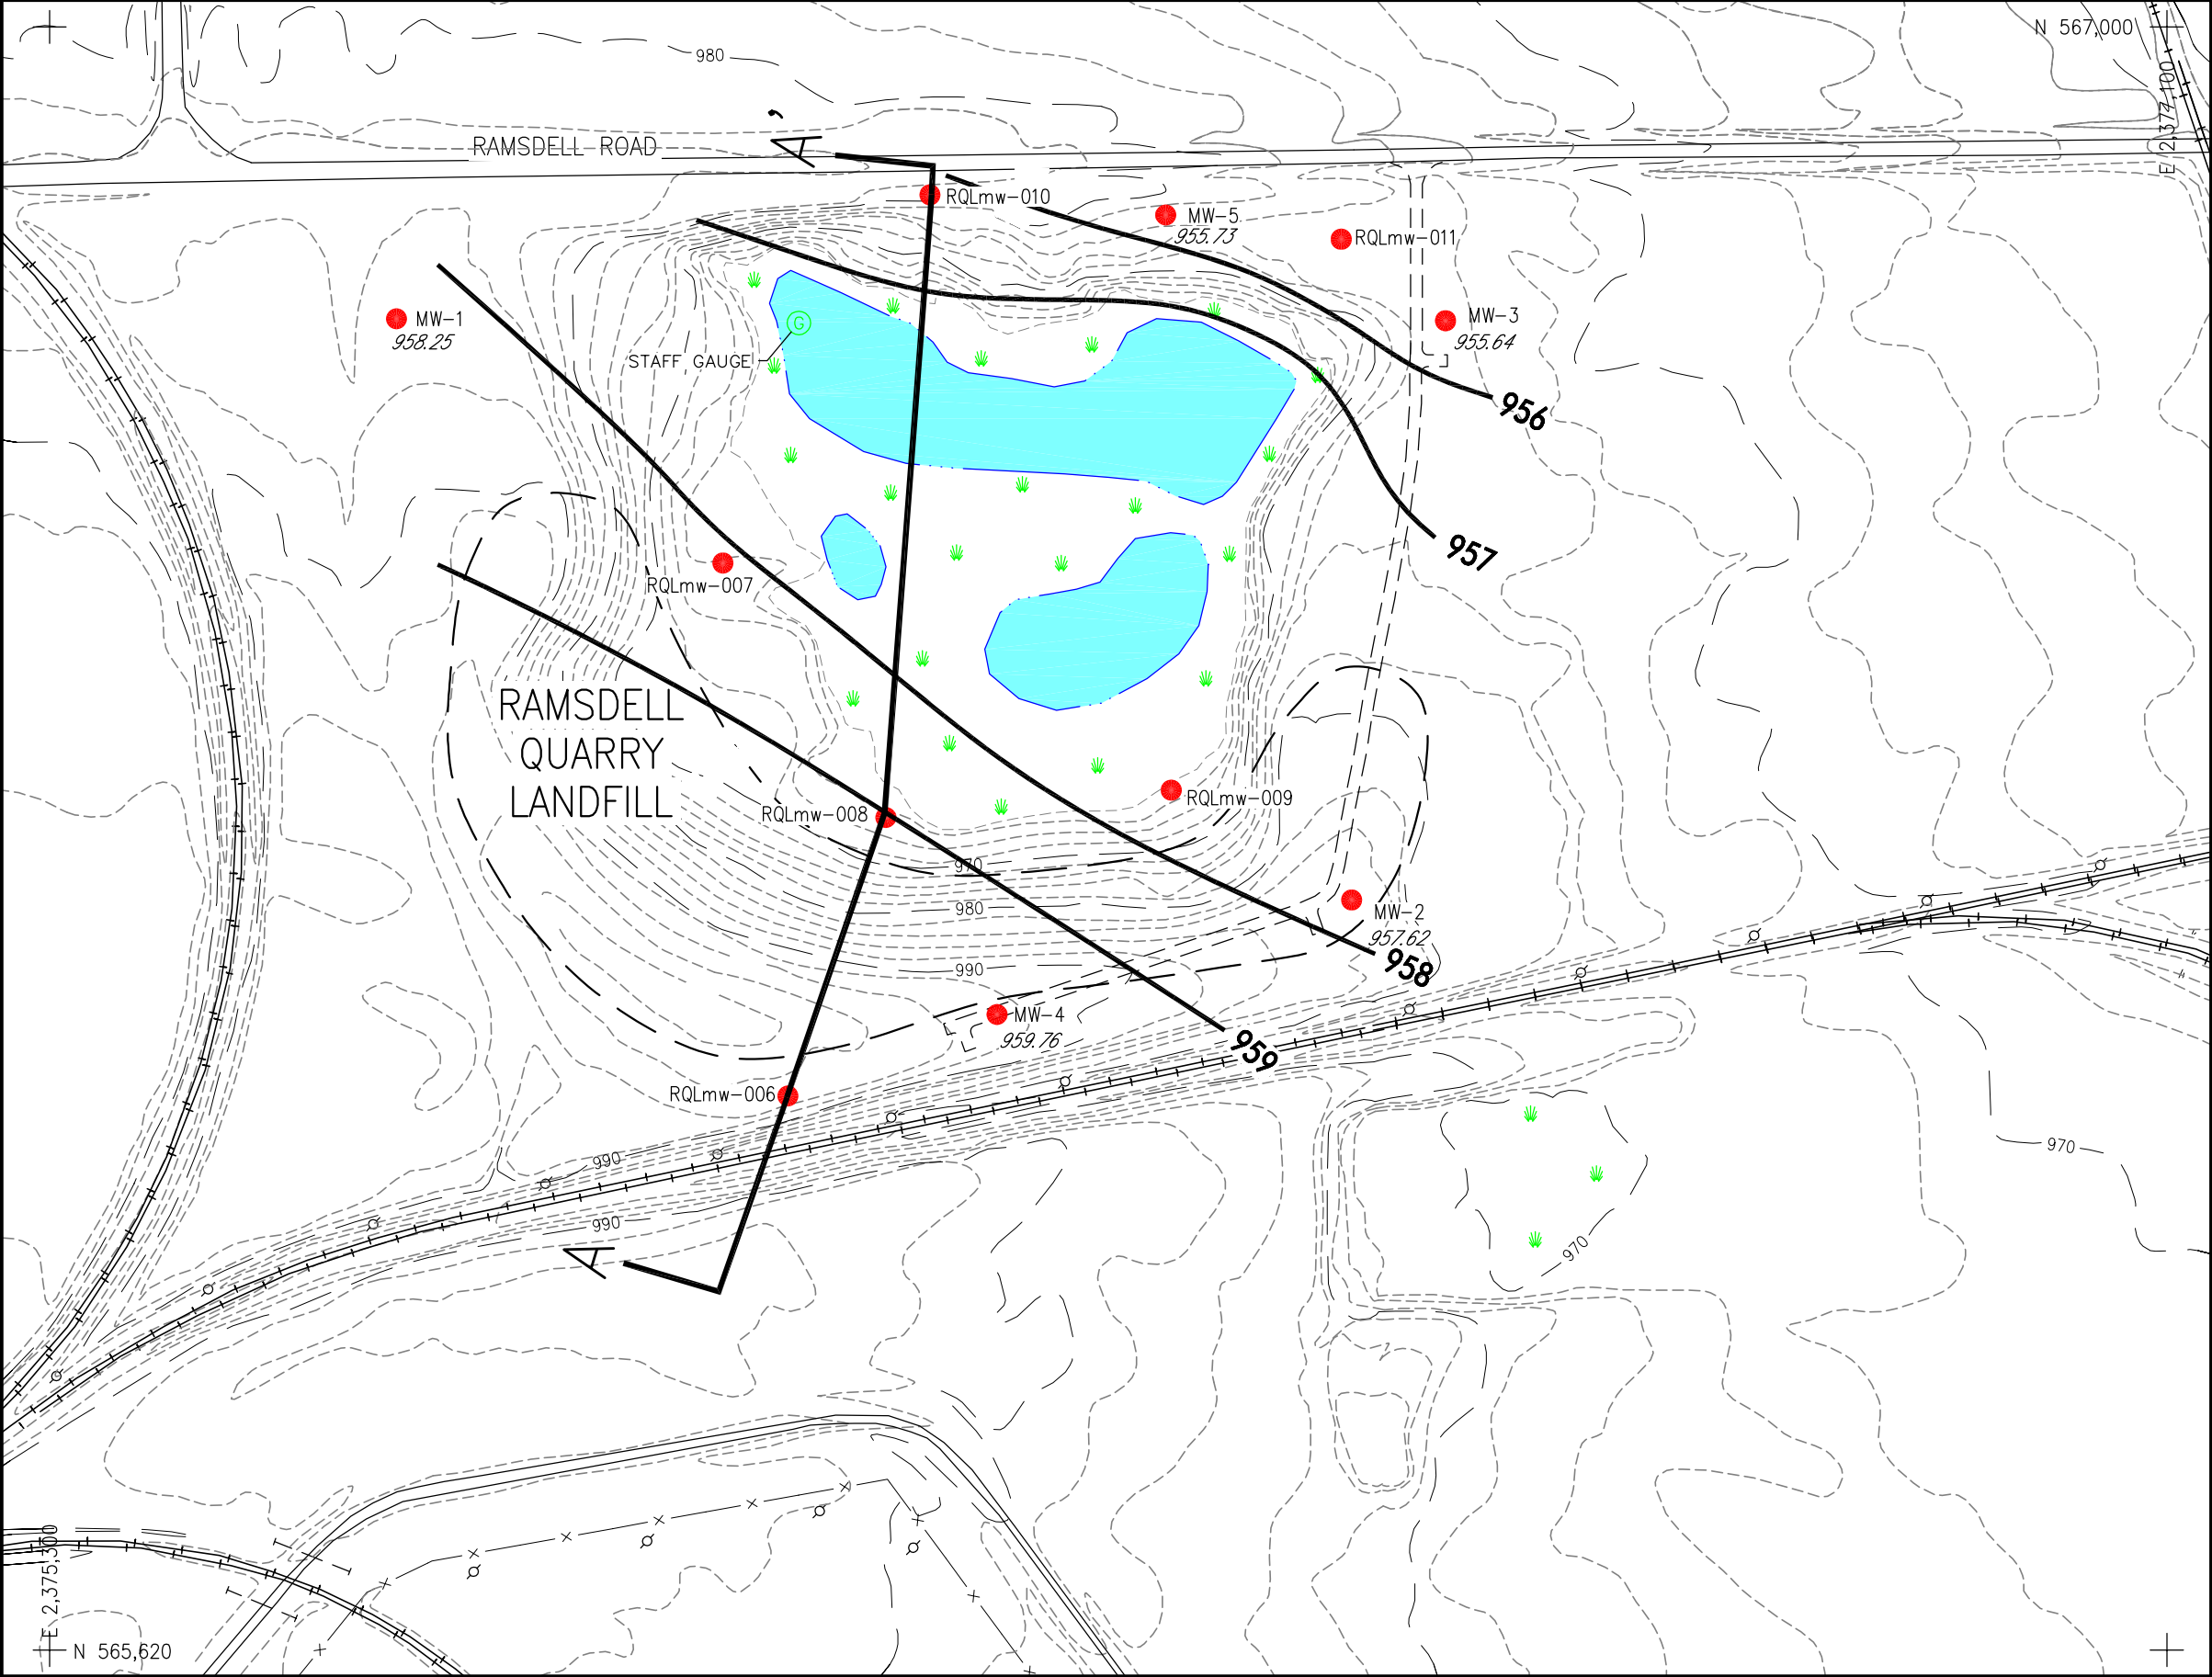 N 567,000
E 2,377,100
980
A'
RAMSDELL ROAD
RQLmw-010
MW-5
955.73
RQLmw-011
MW-1
958.25
G
STAFF GAUGE
MW-3
955.64
956
957
RQLmw-007
RAMSDELL
QUARRY
LANDFILL
RQLmw-008
RQLmw-009
970
980
MW-2
957.62
958
990
MW-4
959.76
959
RQLmw-006
990
970
990
A
970
E 2,375,300
N 565,620